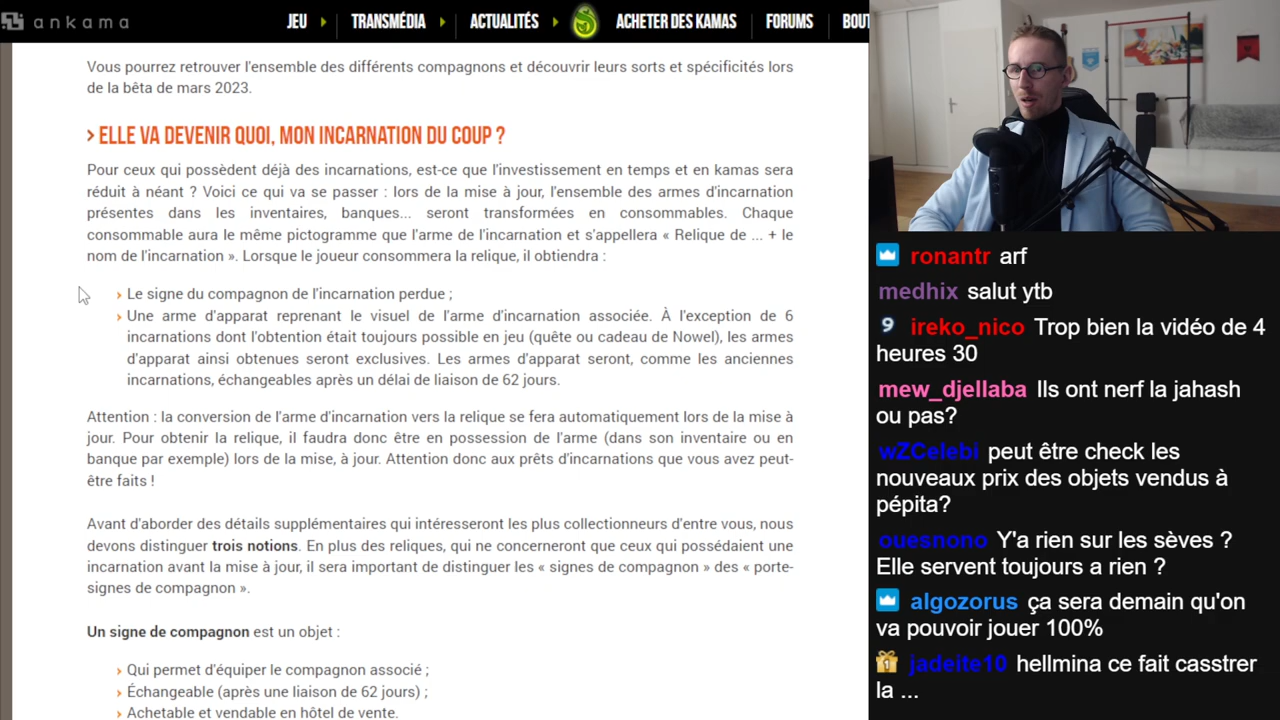 ankama
JEU
TRANSMÉDIA
ACTUALITÉS
ACHETER DES KAMAS
FORUMS
BOUT
Vous pourrez retrouver l'ensemble des différents compagnons et découvrir leurs sorts et spécificités lors
de la bêta de mars 2023.
ELLE VA DEVENIR QUOI, MON INCARNATION DU COUP ?
Pour ceux qui possèdent déjà des incarnations, est-ce que l'investissement en temps et en kamas sera
réduit à néant ? Voici ce qui va se passer : lors de la mise à jour, l'ensemble des armes d'incarnation
présentes dans les inventaires, banques... seront transformées en consommables. Chaque
consommable aura le même pictogramme que l'arme de l'incarnation et s'appellera « Relique de ... + le
nom de l'incarnation ». Lorsque le joueur consommera la relique, il obtiendra :
Le signe du compagnon de l'incarnation perdue ;
Une arme d'apparat reprenant le visuel de l'arme d'incarnation associée. À l'exception de 6
incarnations dont l'obtention était toujours possible en jeu (quête ou cadeau de Nowel), les armes
d'apparat ainsi obtenues seront exclusives. Les armes d'apparat seront, comme les anciennes
incarnations, échangeables après un délai de liaison de 62 jours.
Attention : la conversion de l'arme d'incarnation vers la relique se fera automatiquement lors de la mise à
jour. Pour obtenir la relique, il faudra donc être en possession de l'arme (dans son inventaire ou en
banque par exemple) lors de la mise, à jour. Attention donc aux prêts d'incarnations que vous avez peut-
être faits !
Avant d'aborder des détails supplémentaires qui intéresseront les plus collectionneurs d'entre vous, nous
devons distinguer trois notions. En plus des reliques, qui ne concerneront que ceux qui possédaient une
incarnation avant la mise à jour, il sera important de distinguer les « signes de compagnon » des « porte-
signes de compagnon ».
Un signe de compagnon est un objet :
Qui permet d'équiper le compagnon associé ;
Échangeable (après une liaison de 62 jours) ;
Achetable et vendable en hôtel de vente.
ronantr arf
medhix salut ytb
9 ireko_nico Trop bien la vidéo de 4
heures 30
mew_djellaba Ils ont nerf la jahash
ou pas?
wZCelebi peut être check les
nouveaux prix des objets vendus à
pépita?
ouesnono Y'a rien sur les sèves ?
Elle servent toujours a rien ?
algozorus ça sera demain qu'on
va pouvoir jouer 100%
1 jadeite10 hellmina ce fait casstrer
la ...